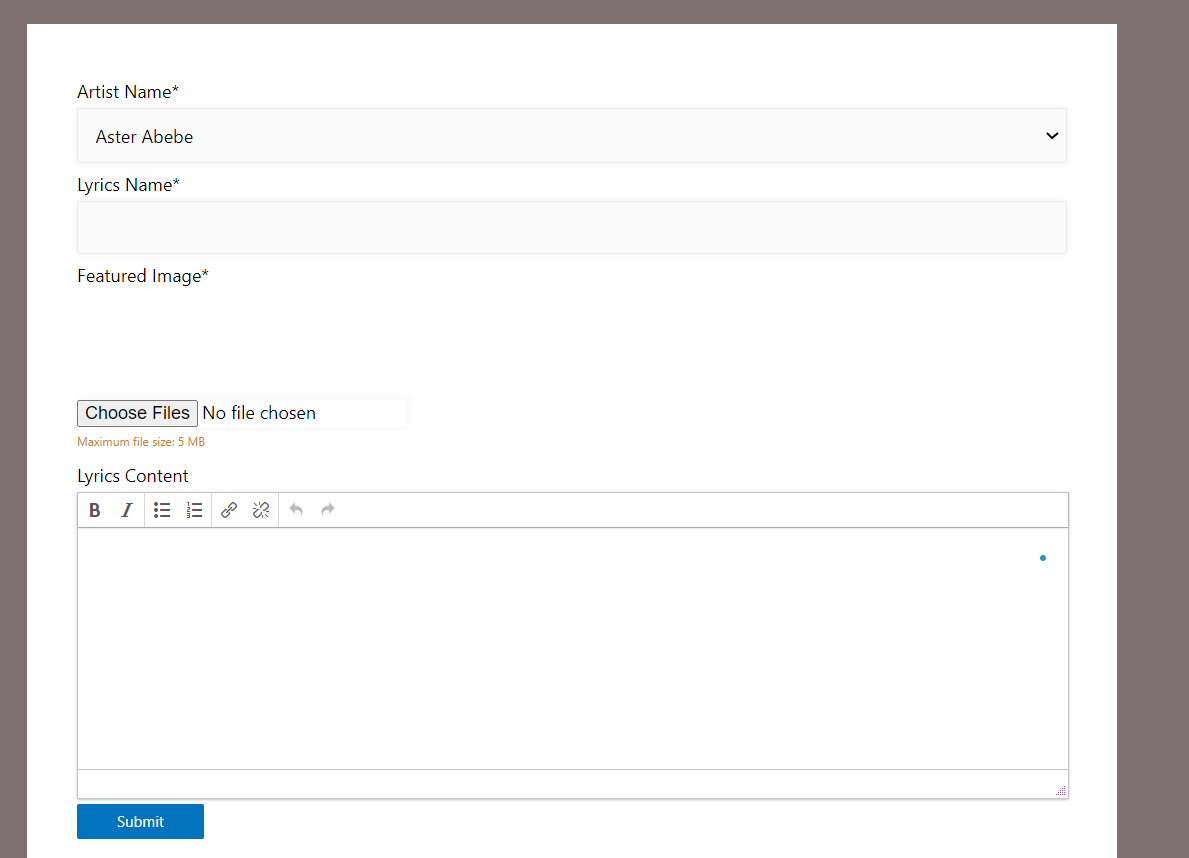 Artist Name*
Aster Abebe
Lyrics Name*
Featured Image*
Choose Files No file chosen
Maximum file size: 5 MB
Lyrics Content
B I
Submit